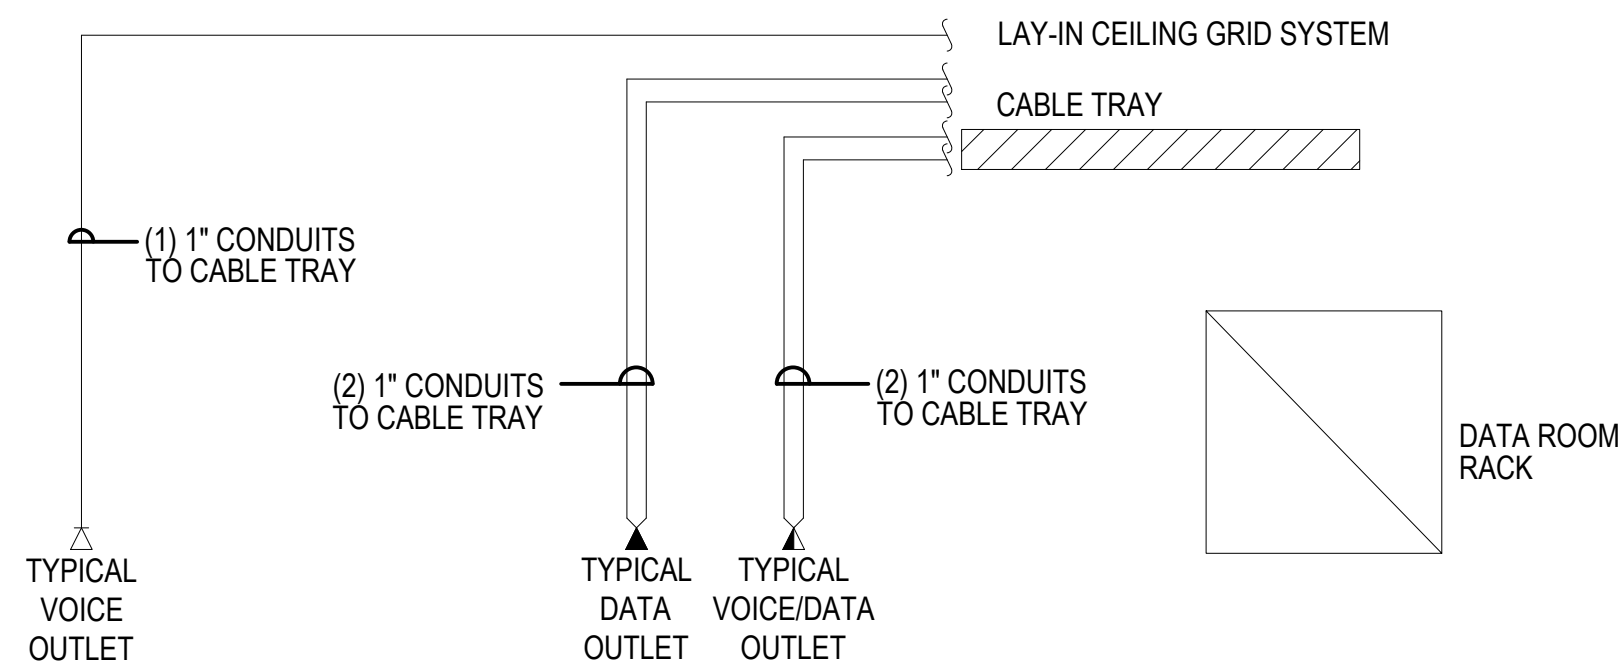 LAY-IN CEILING GRID SYSTEM
CABLE TRAY
(1) 1" CONDUITS
TO CABLE TRAY
(2) 1" CONDUITS
TO CABLE TRAY
(2) 1" CONDUITS
TO CABLE TRAY
DATA ROOM
RACK
TYPICAL
VOICE
OUTLET
TYPICAL
DATA
OUTLET
TYPICAL
VOICE/DATA
OUTLET